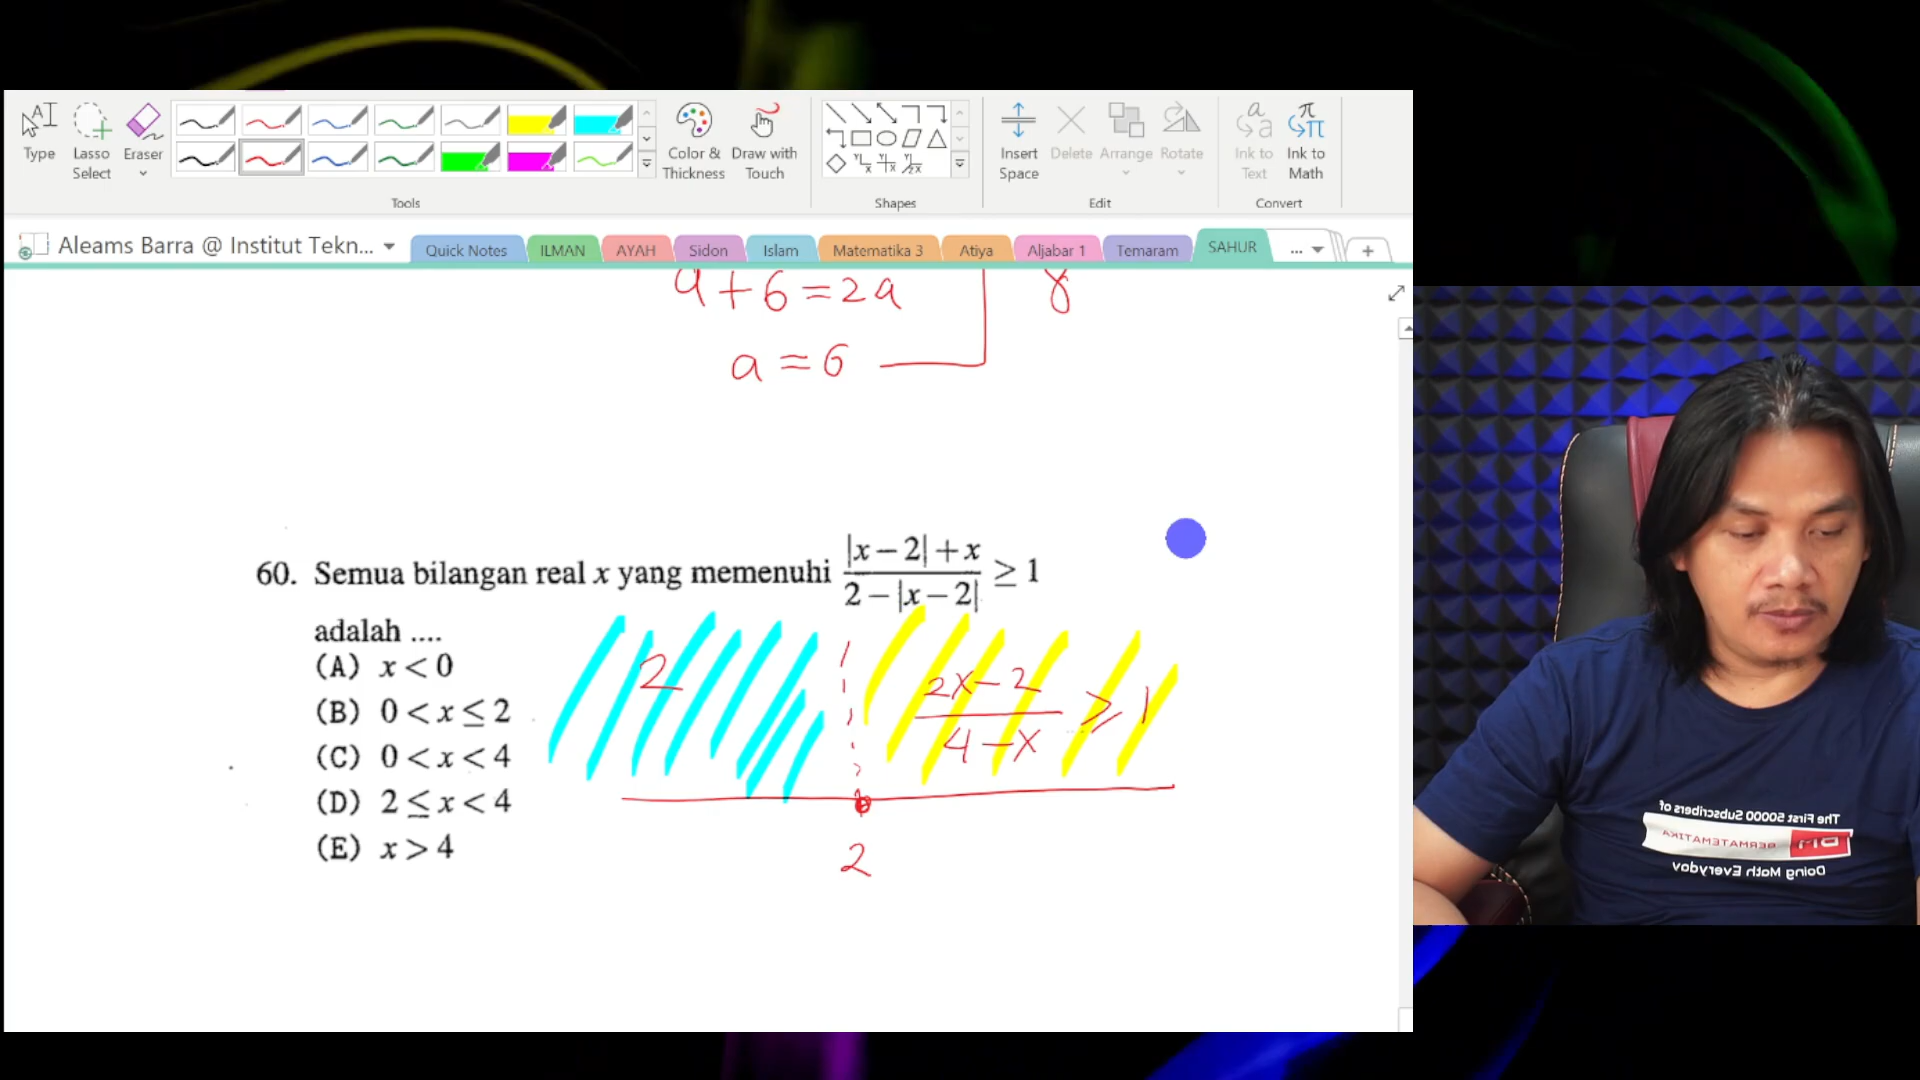 Type
Lasso Select
Eraser
Color & Thickness
Draw with Touch
Insert Space
Delete
Arrange
Rotate
Ink to Text
Ink to Math
Tools
Shapes
Edit
Convert
Aleams Barra @ Institut Tekn...
Quick Notes
ILMAN
AYAH
Sidon
Islam
Matematika 3
Atiya
Aljabar 1
Temaram
SAHUR
...
+
a+6=2a
a=6
60. Semua bilangan real x yang memenuhi (|x-2|+x)/(2-|x-2|) ≥ 1
adalah ....
(A) x < 0
(B) 0 < x ≤ 2
(C) 0 < x < 4
(D) 2 ≤ x < 4
(E) x > 4
2
(2x-2)/(4-x) ≥ 1
2
The First 50000 Subscribers of
BERMATEMATIKA
DM
Doing Math Everyday